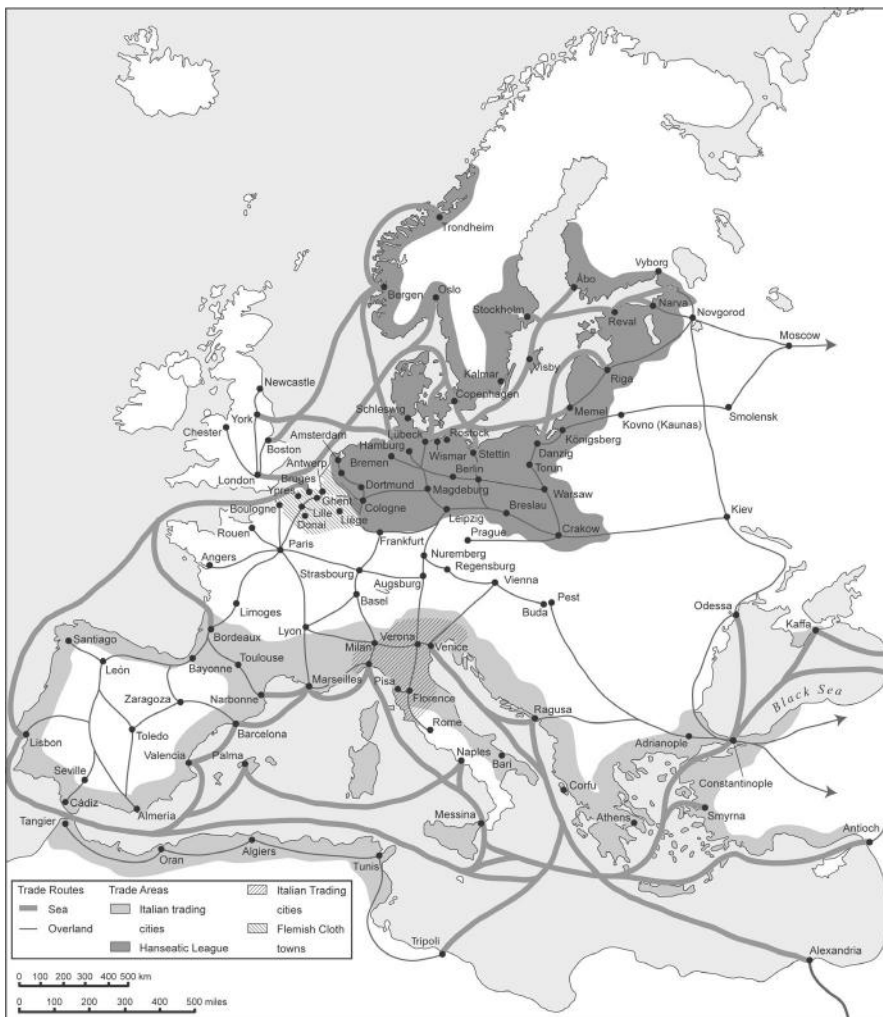 Trondheim
Bergen
Oslo
Stockholm
Åbo
Vyborg
Narva
Reval
Novgorod
Moscow
Visby
Kalmar
Riga
Newcastle
Copenhagen
Schleswig
Memel
Smolensk
York
Chester
Amsterdam
Lübeck
Rostock
Kovno (Kaunas)
Königsberg
Hamburg
Wismar
Stettin
Danzig
Boston
Antwerp
Bremen
Berlin
Torun
London
Bruges
Ypres
Ghent
Dortmund
Magdeburg
Warsaw
Boulogne
Lille
Cologne
Breslau
Donai
Liége
Leipzig
Kiev
Rouen
Prague
Crakow
Paris
Frankfurt
Angers
Nuremberg
Strasbourg
Regensburg
Augsburg
Vienna
Basel
Pest
Buda
Odessa
Limoges
Kaffa
Bordeaux
Lyon
Verona
Milan
Venice
Santiago
Toulouse
León
Bayonne
Marseilles
Pisa
Black Sea
Zaragoza
Narbonne
Florence
Ragusa
Rome
Lisbon
Toledo
Barcelona
Adrianople
Valencia
Palma
Naples
Bari
Seville
Corfu
Constantinople
Cádiz
Almeria
Messina
Athens
Smyrna
Tangier
Oran
Algiers
Tunis
Antioch
Tripoli
Alexandria
Trade Routes
Sea
Overland
Trade Areas
Italian trading
cities
Hanseatic League
Italian Trading
cities
Flemish Cloth
towns
0 100 200 300 400 500 km
0 100 200 300 400 500 miles